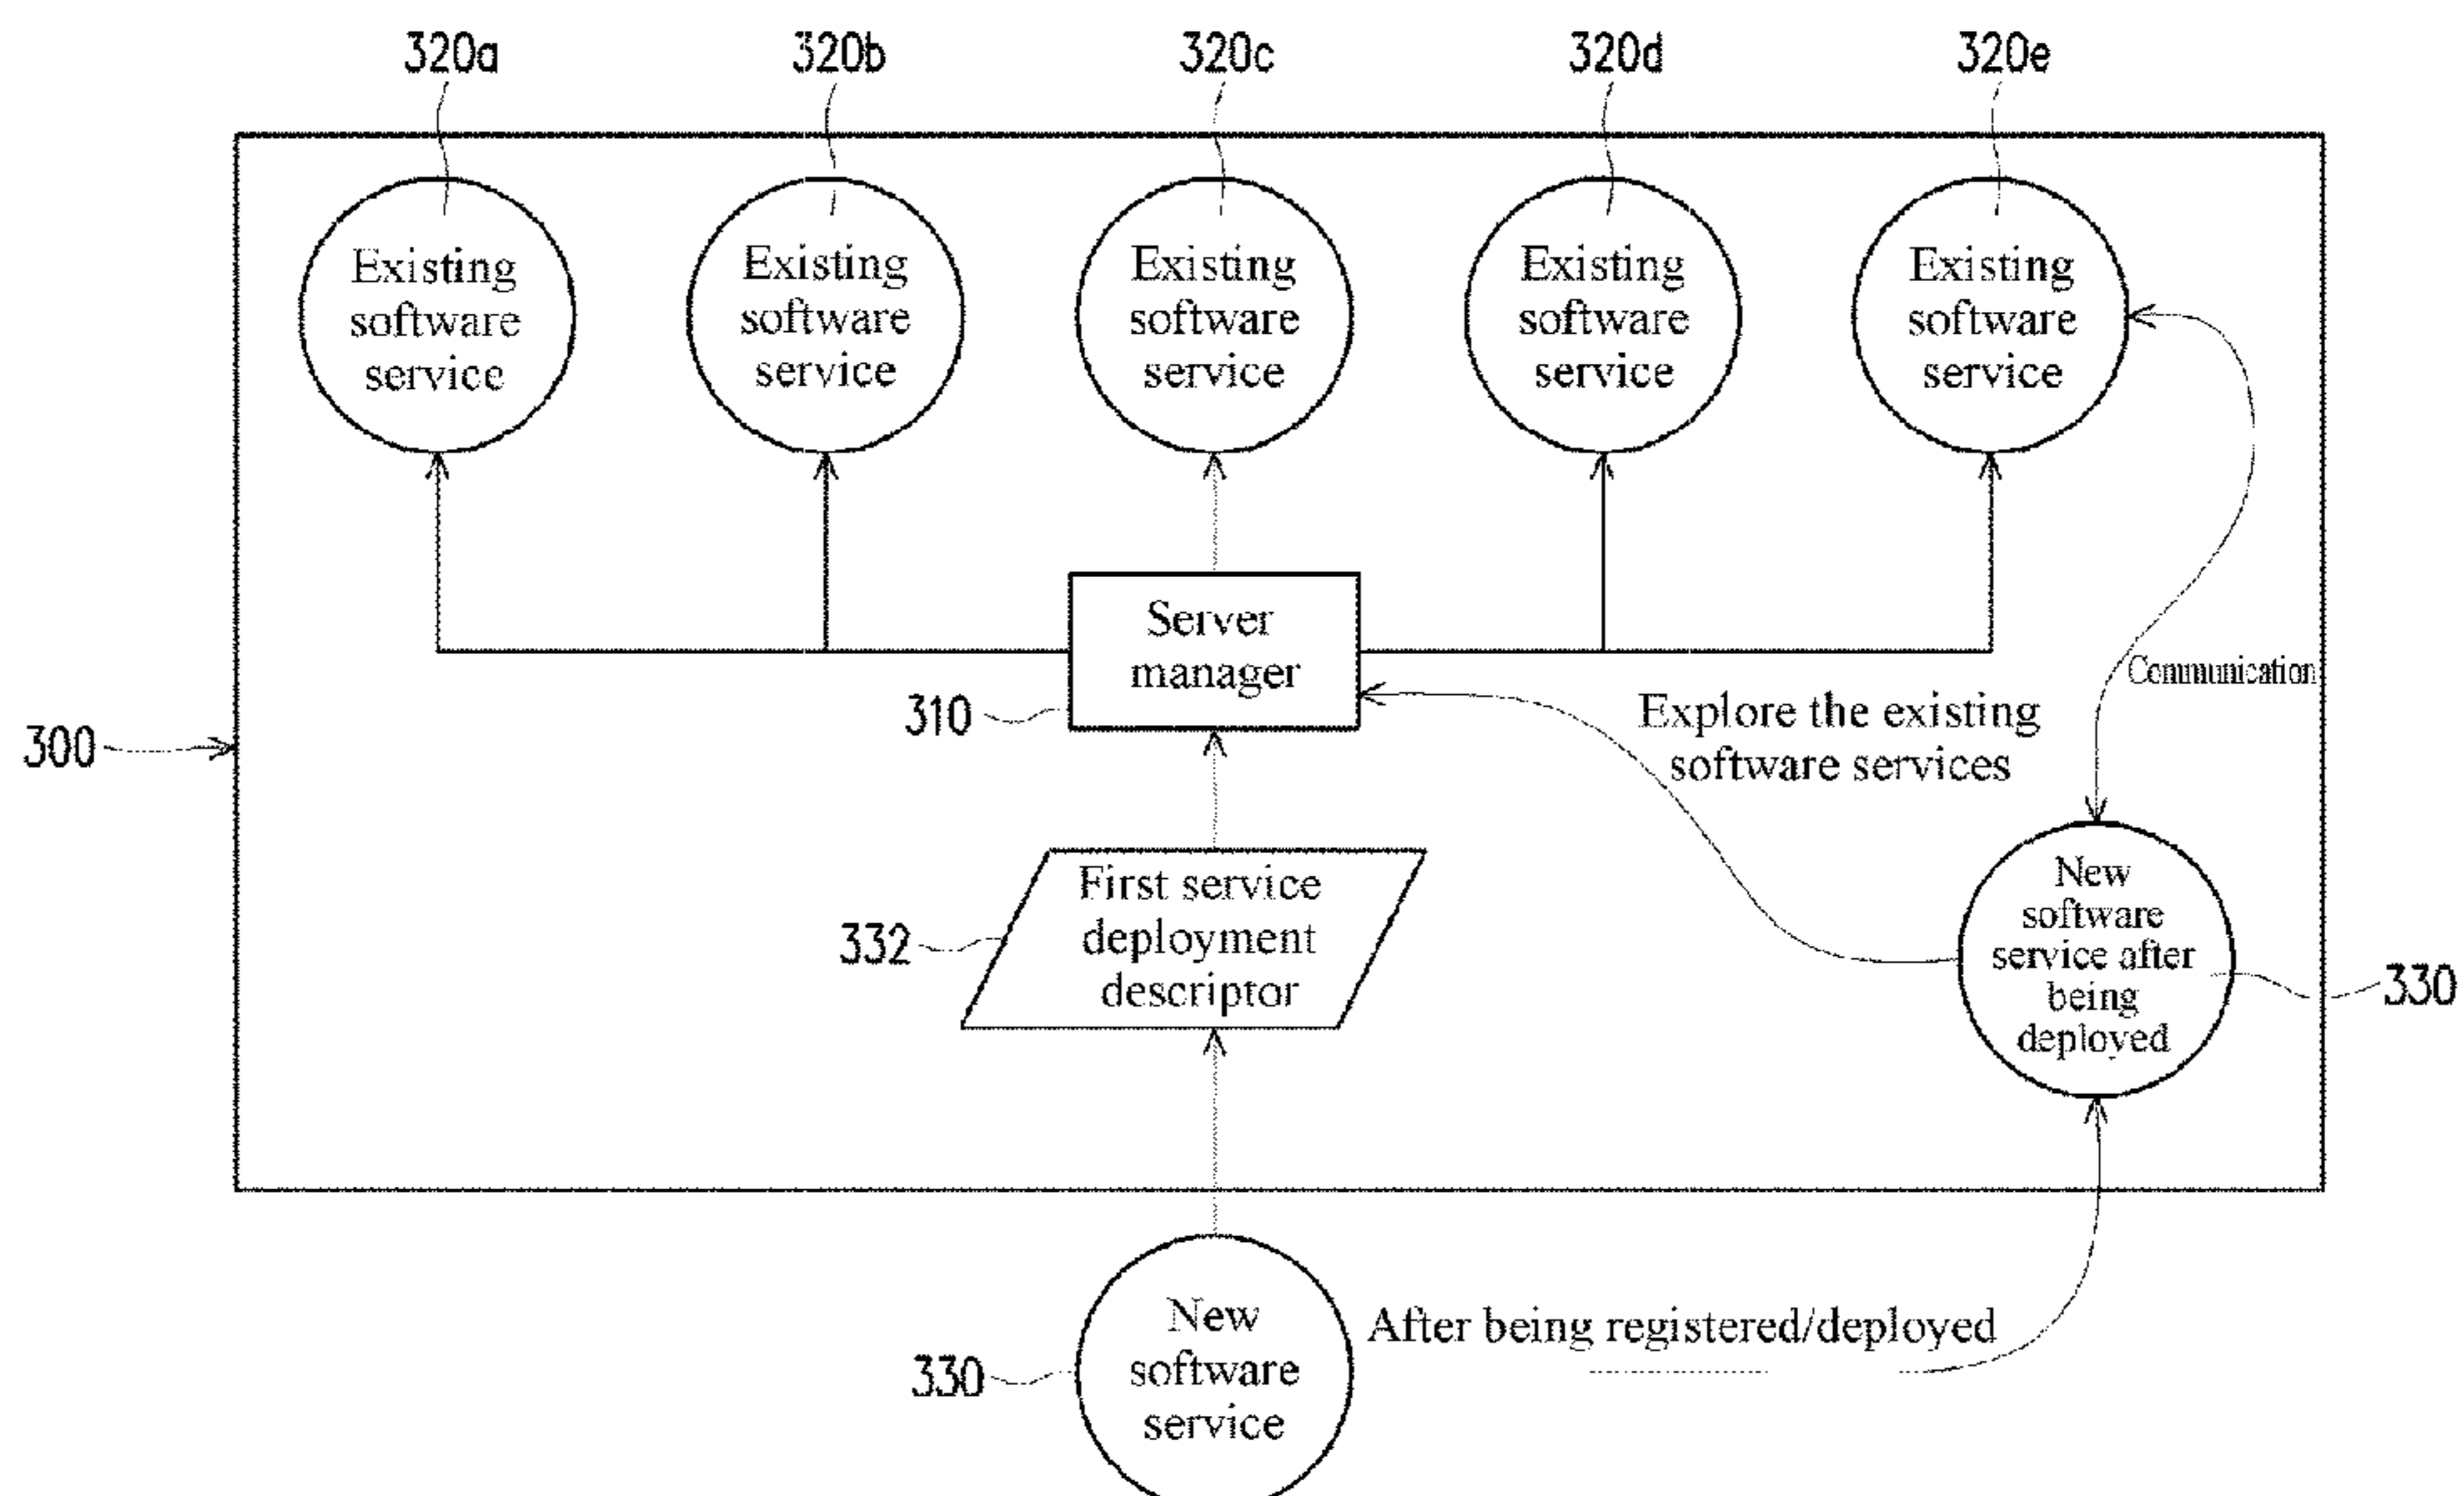 320a
320b
320c
320d
320e
Existing
software
service
Existing
software
service
Existing
software
service
Existing
software
service
Existing
software
service
Server
manager
310
Communication
Explore the existing
software services
300
First service
deployment
descriptor
332
New
software
service after
being
deployed
330
New
software
service
330
After being registered/deployed